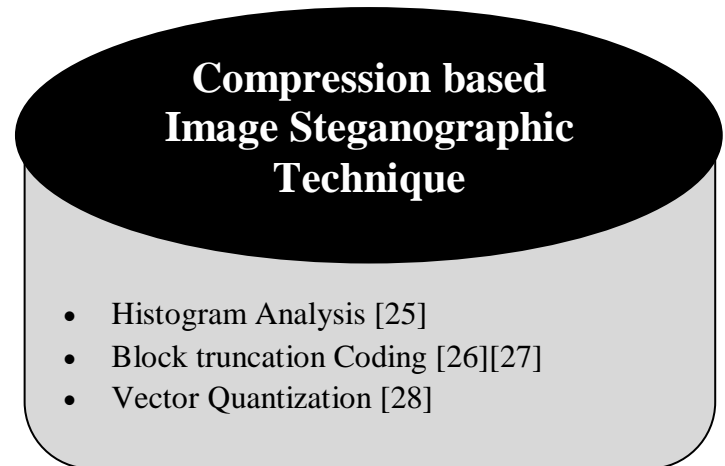 Compression based
Image Steganographic
Technique
• Histogram Analysis [25]
• Block truncation Coding [26][27]
• Vector Quantization [28]